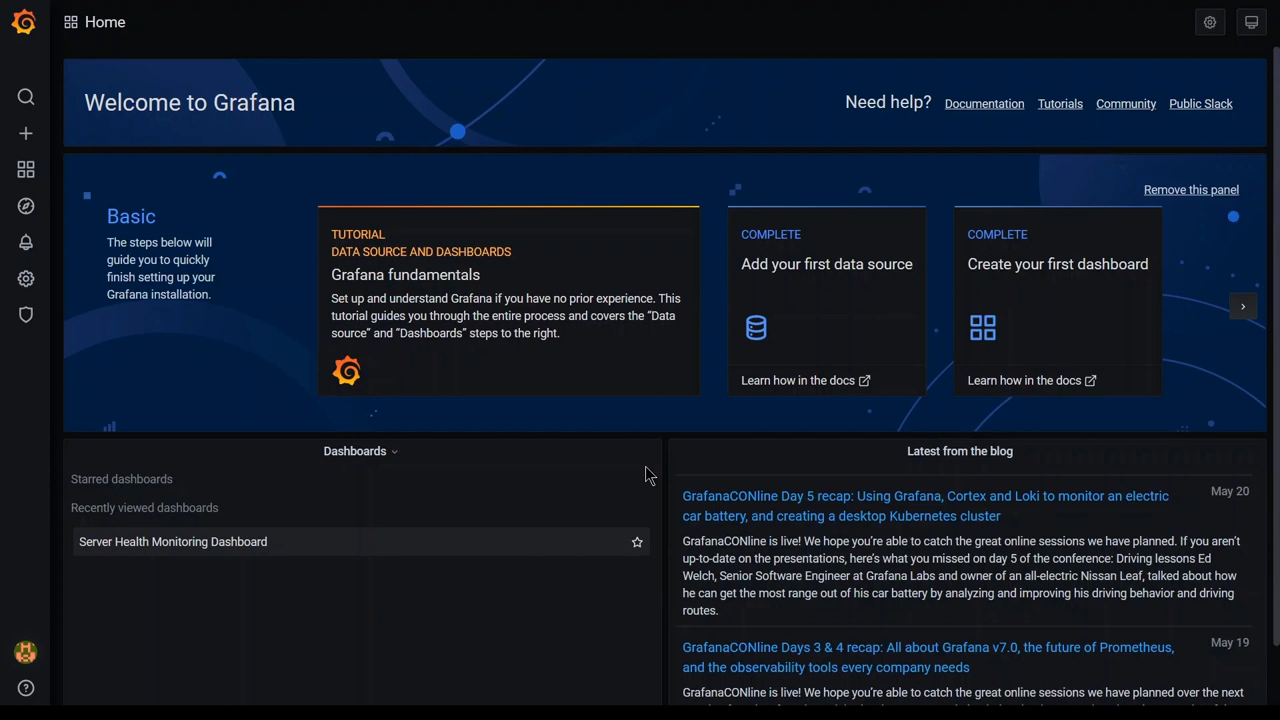 Home
Welcome to Grafana
Need help? Documentation Tutorials Community Public Slack
Remove this panel
Basic
The steps below will
guide you to quickly
finish setting up your
Grafana installation.
TUTORIAL
DATA SOURCE AND DASHBOARDS
Grafana fundamentals
Set up and understand Grafana if you have no prior experience. This
tutorial guides you through the entire process and covers the “Data
source” and “Dashboards” steps to the right.
COMPLETE
Add your first data source
Learn how in the docs
COMPLETE
Create your first dashboard
Learn how in the docs
Dashboards
Starred dashboards
Recently viewed dashboards
Server Health Monitoring Dashboard
Latest from the blog
GrafanaCONline Day 5 recap: Using Grafana, Cortex and Loki to monitor an electric
car battery, and creating a desktop Kubernetes cluster
May 20
GrafanaCONline is live! We hope you’re able to catch the great online sessions we have planned. If you aren’t
up-to-date on the presentations, here’s what you missed on day 5 of the conference: Driving lessons Ed
Welch, Senior Software Engineer at Grafana Labs and owner of an all-electric Nissan Leaf, talked about how
he can get the most range out of his car battery by analyzing and improving his driving behavior and driving
routes.
GrafanaCONline Days 3 & 4 recap: All about Grafana v7.0, the future of Prometheus,
and the observability tools every company needs
May 19
GrafanaCONline is live! We hope you’re able to catch the great online sessions we have planned over the next